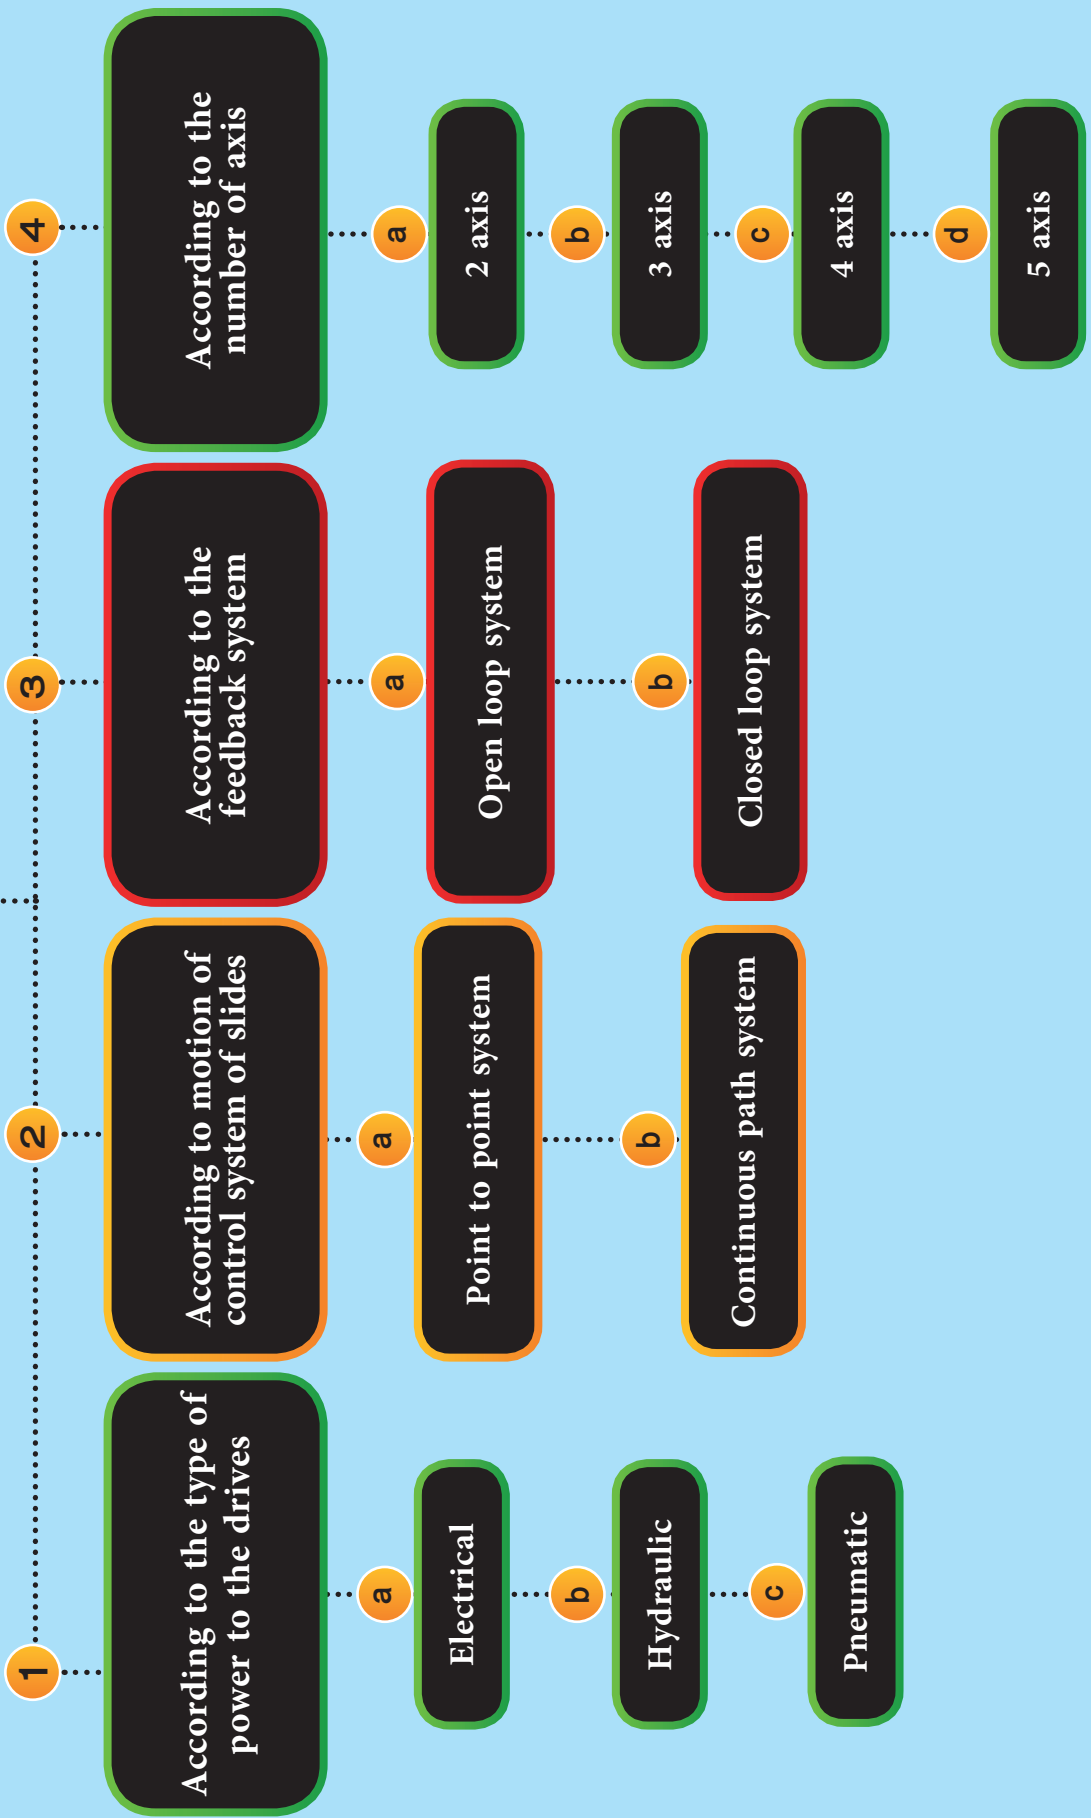 1
According to the type of
power to the drives
a
Electrical
b
Hydraulic
c
Pneumatic
2
According to motion of
control system of slides
a
Point to point system
b
Continuous path system
3
According to the
feedback system
a
Open loop system
b
Closed loop system
4
According to the
number of axis
a
2 axis
b
3 axis
c
4 axis
d
5 axis